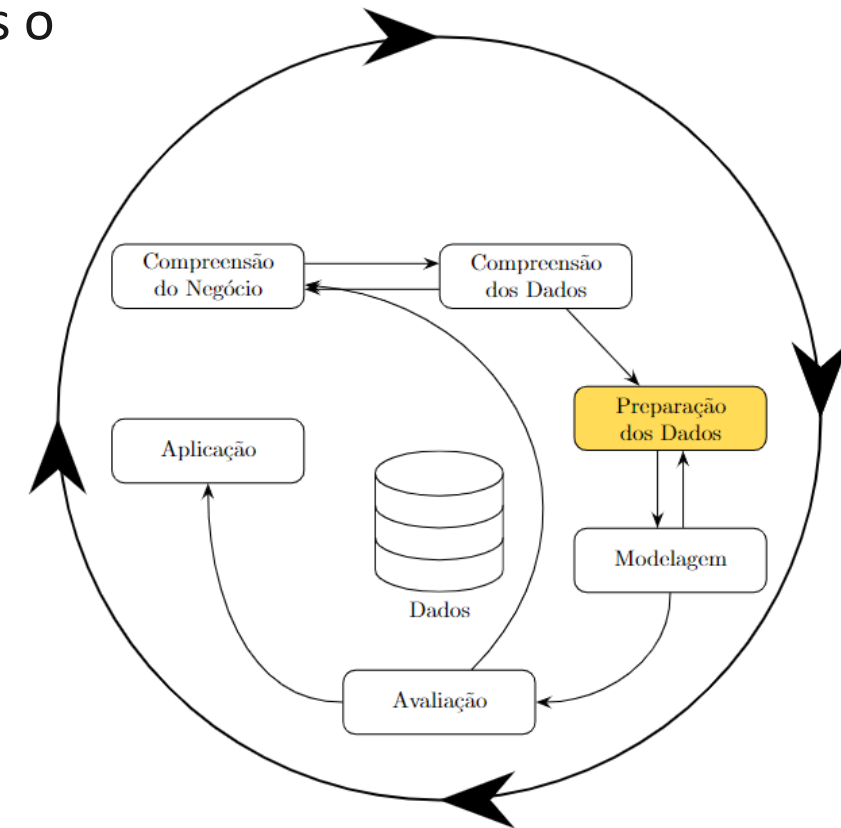 s o
Compreensão
do Negócio
Compreensão
dos Dados
Preparação
dos Dados
Aplicação
Modelagem
Dados
Avaliação